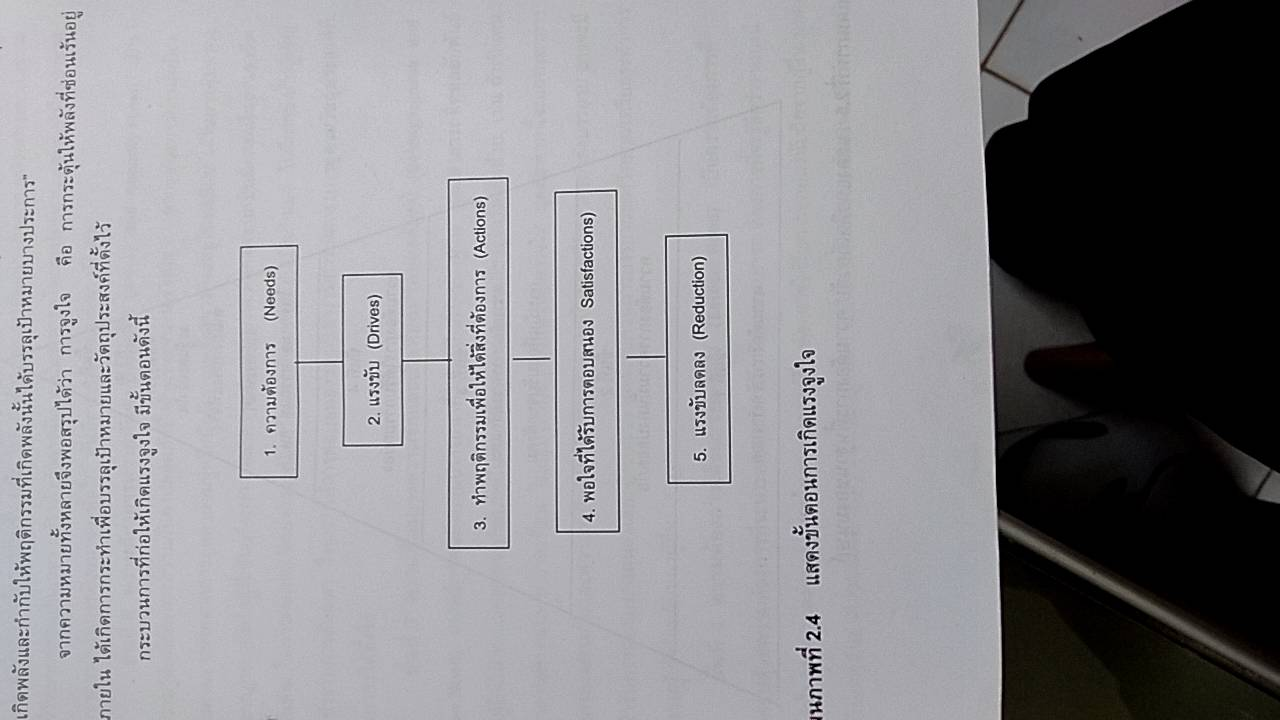 เกิดพลังและกำกับให้พฤติกรรมที่เกิดพลังนั้นได้บรรลุเป้าหมายบางประการ"
จากความหมายทั้งหลายจึงพอสรุปได้ว่า การจูงใจ คือ การกระตุ้นให้พลังที่ซ่อนเร้นอยู่
ภายใน ได้เกิดการกระทำเพื่อบรรลุเป้าหมายและวัตถุประสงค์ที่ตั้งไว้
กระบวนการที่ก่อให้เกิดแรงจูงใจ มีขั้นตอนดังนี้
1. ความต้องการ (Needs)
2. แรงขับ (Drives)
3. ทำพฤติกรรมเพื่อให้ได้สิ่งที่ต้องการ (Actions)
4. พอใจที่ได้รับการตอบสนอง Satisfactions)
5. แรงขับลดลง (Reduction)
นภาพที่ 2.4 แสดงขั้นตอนการเกิดแรงจูงใจ